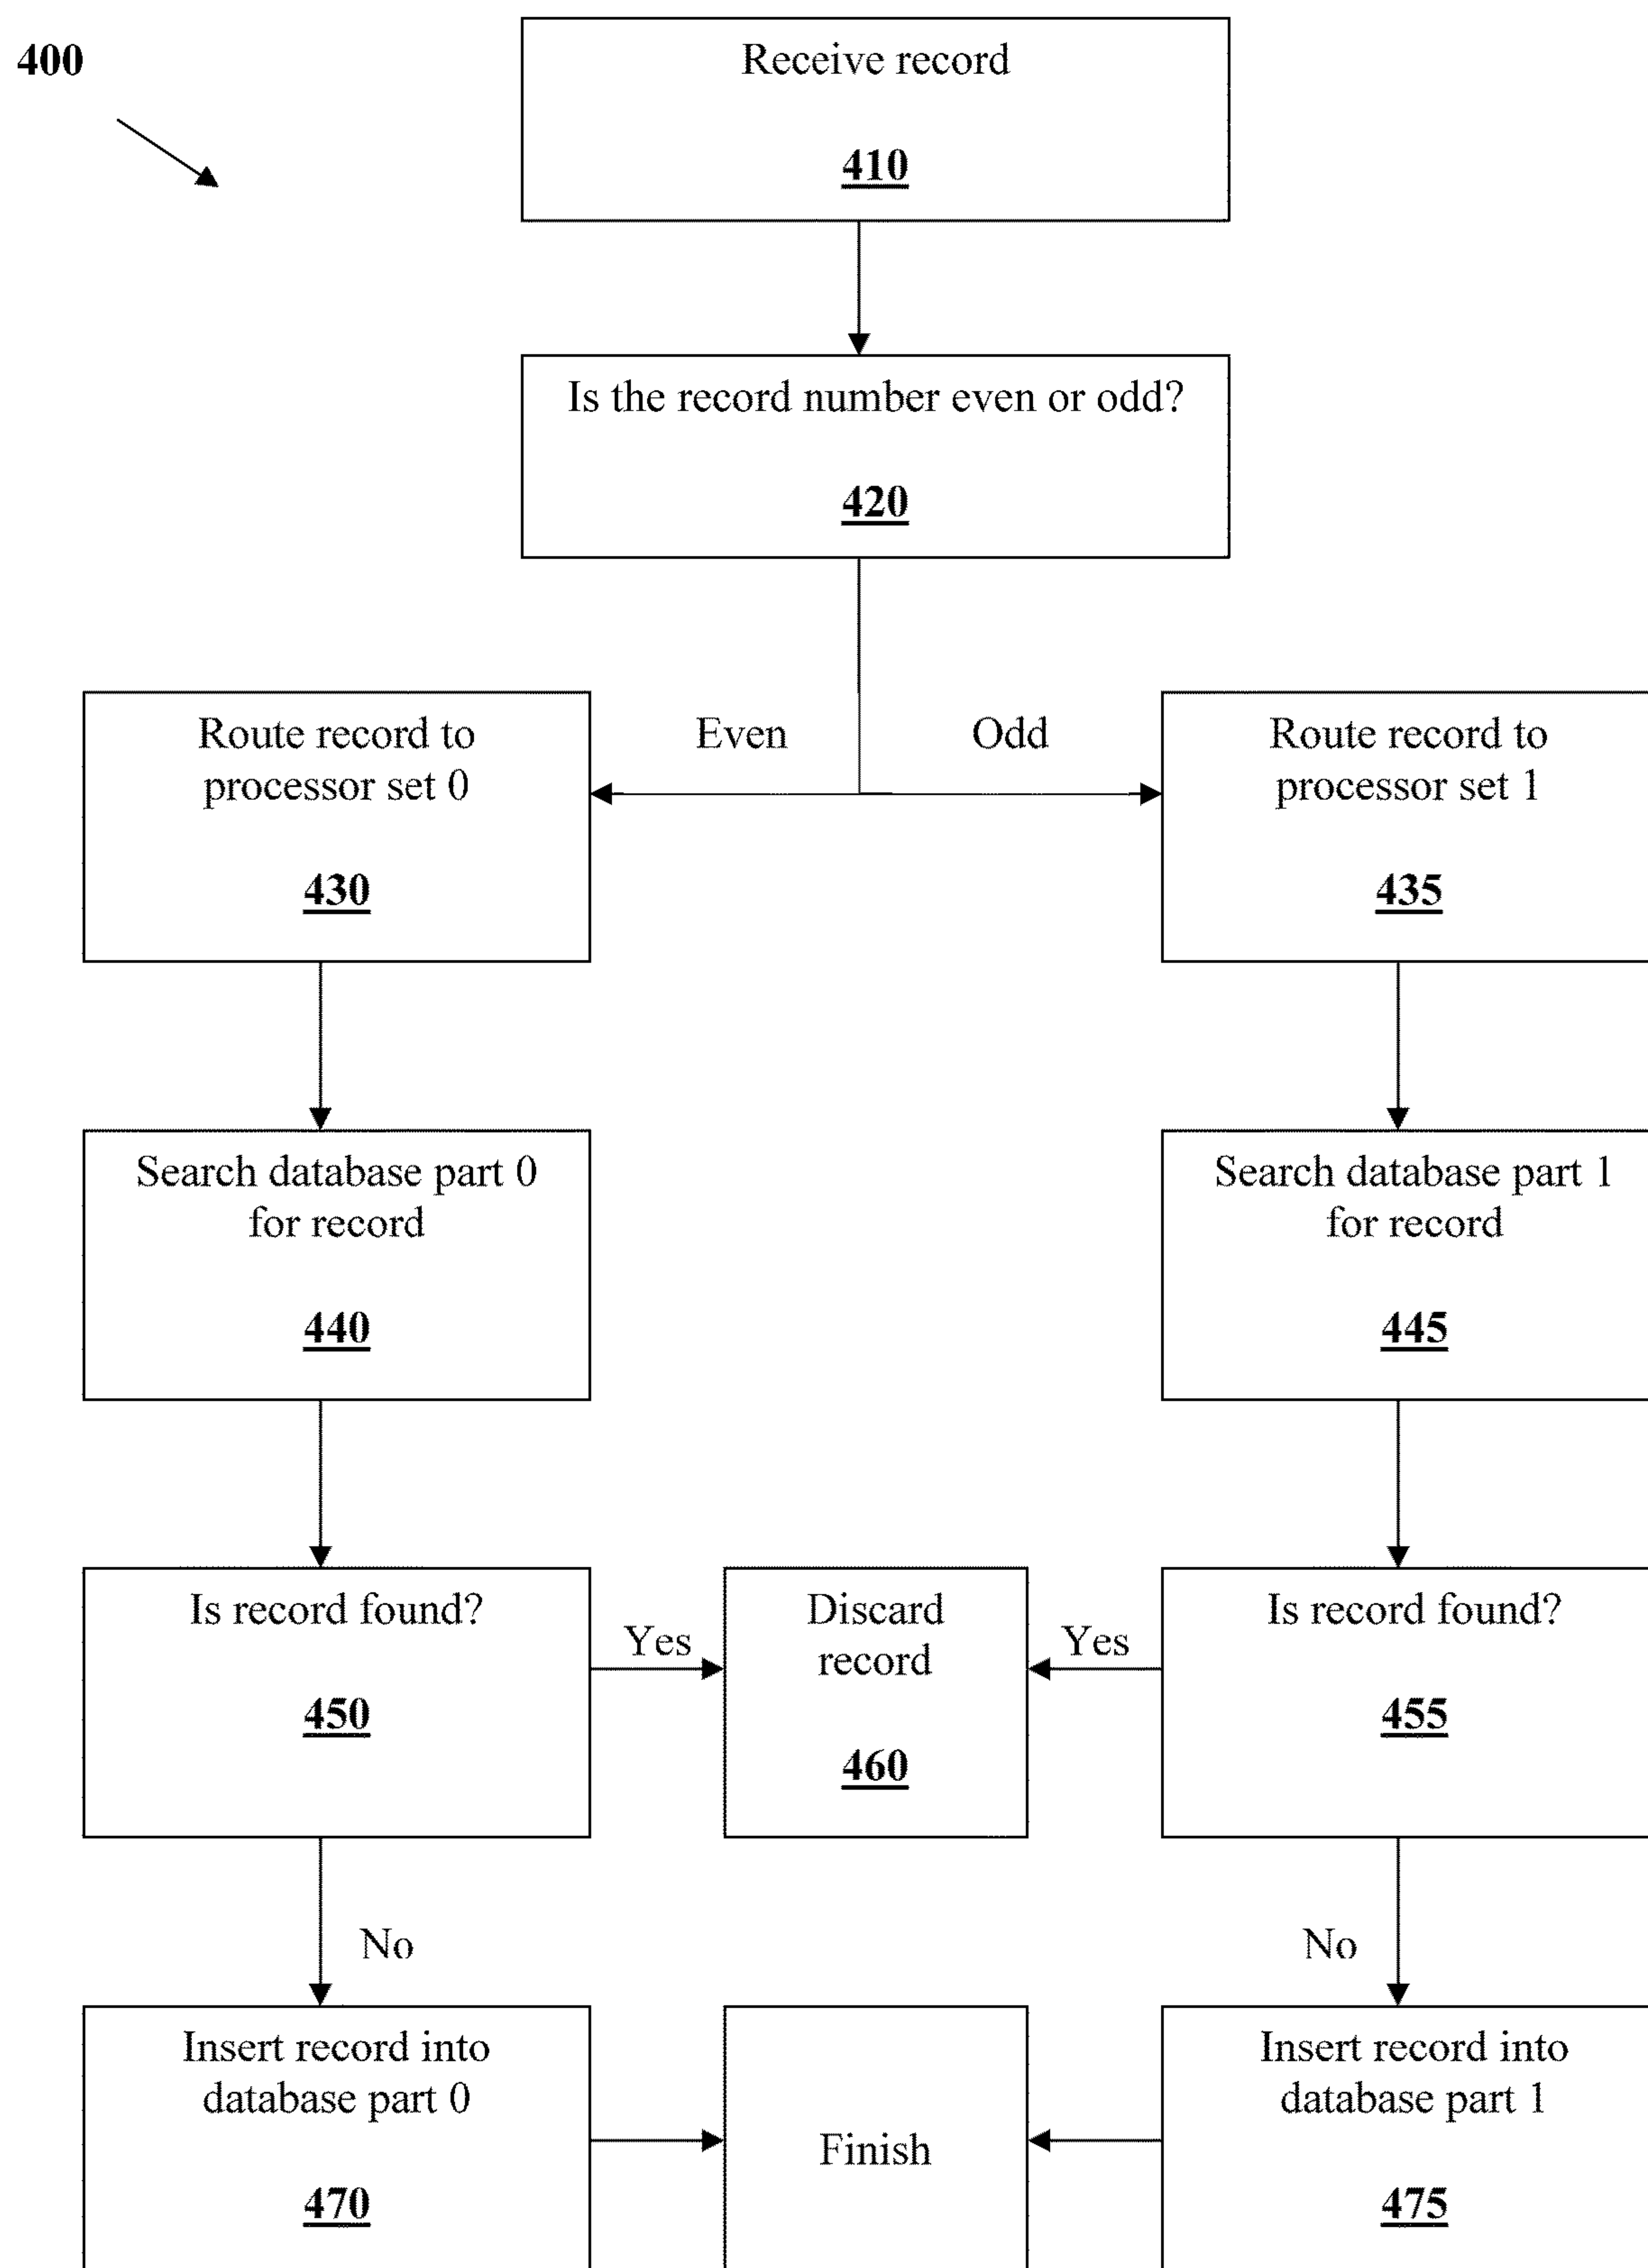 400
Receive record
410
Is the record number even or odd?
420
Even
Odd
Route record to
processor set 0
430
Route record to
processor set 1
435
Search database part 0
for record
440
Search database part 1
for record
445
Is record found?
450
Yes
Discard
record
460
Yes
Is record found?
455
No
No
Insert record into
database part 0
470
Finish
Insert record into
database part 1
475